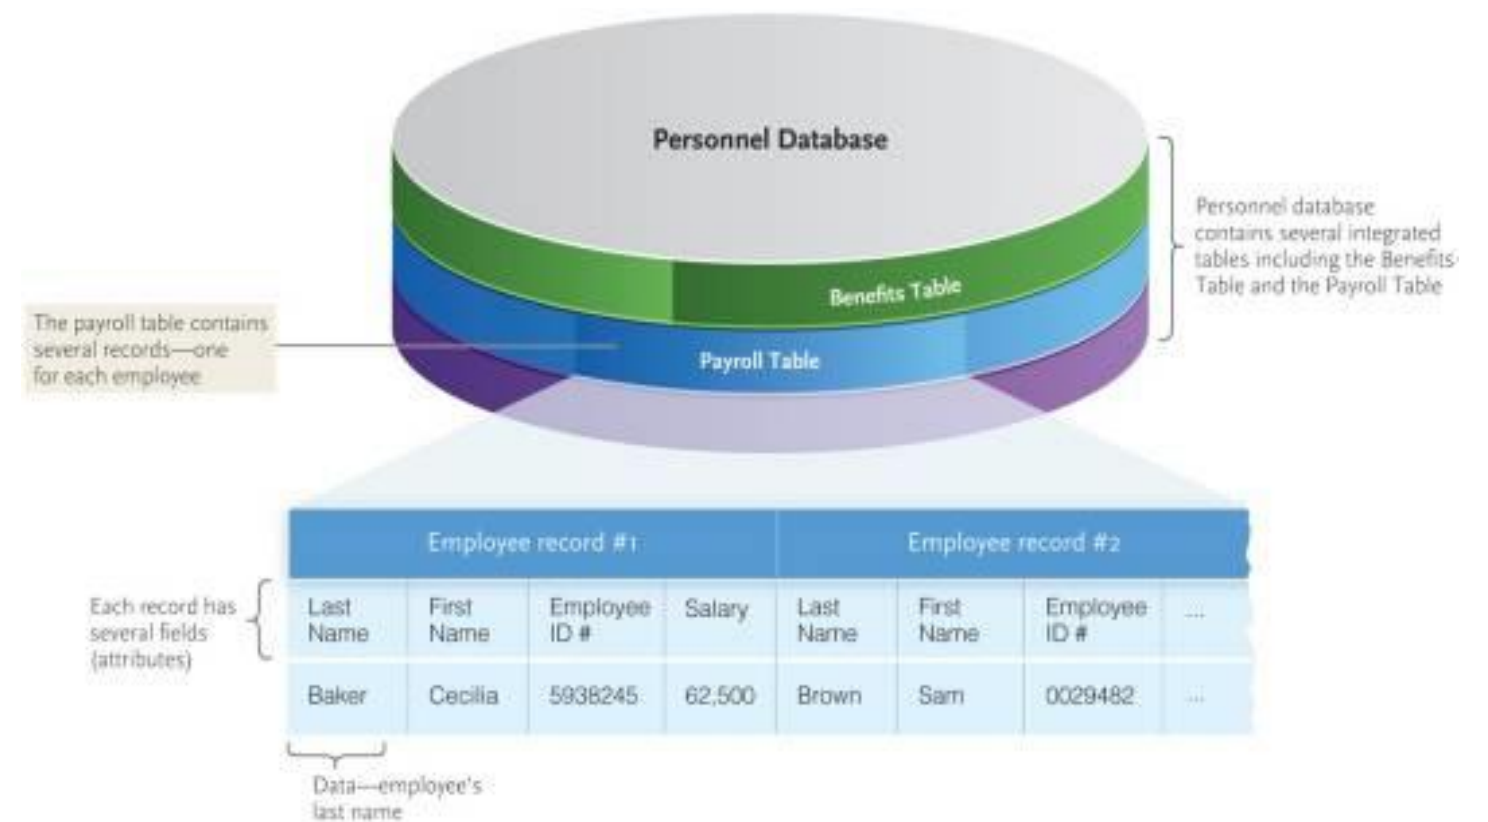 Personnel Database
Personnel database
contains several integrated
tables including the Benefits
Table and the Payroll Table
Benefits Table
The payroll table contains
several records—one
for each employee
Payroll Table
Employee record #1
Employee record #2
Each record has
several fields
(attributes)
Last
Name
First
Name
Employee
ID #
Salary
Last
Name
First
Name
Employee
ID #
...
Baker
Cecilia
5938245
62,500
Brown
Sam
0029482
...
Data—employee's
last name